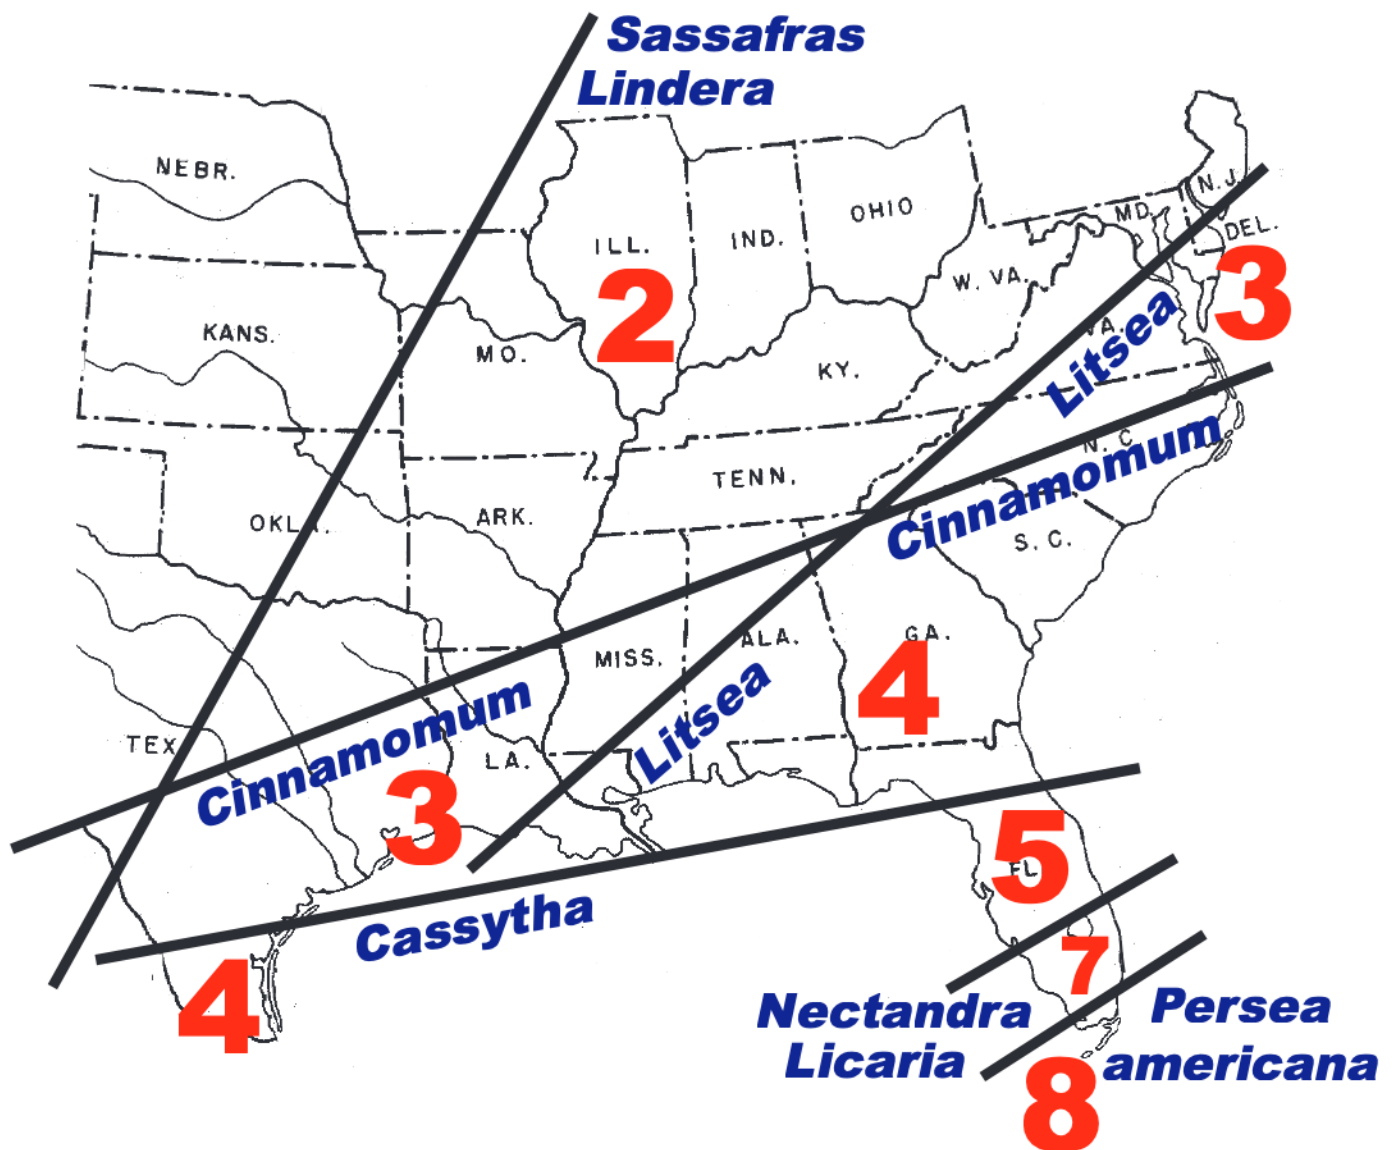 Sassafras
Lindera
NEBR.
ILL.
IND.
OHIO
W. VA.
MD.
N.J.
DEL.
2
3
KANS.
MO.
KY.
VA.
Litsea
N. C
Cinnamomum
OKLA.
ARK.
TENN.
S. C.
TEX
Cinnamomum
LA.
MISS.
ALA.
GA.
Litsea
4
3
5
FL
Cassytha
4
7
Nectandra
Licaria
Persea
americana
8